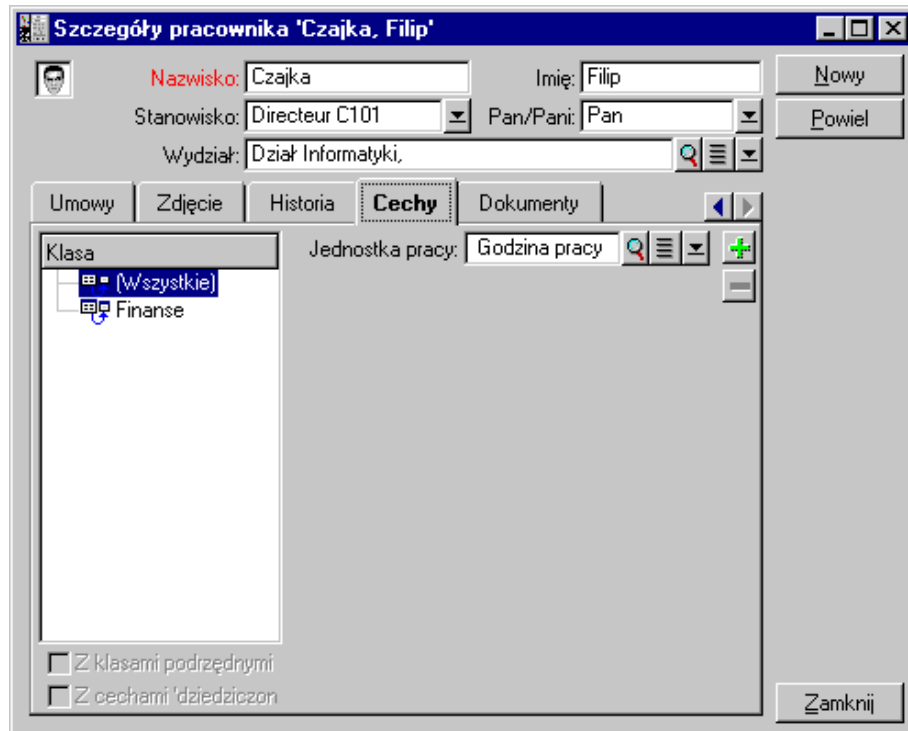 Szczegóły pracownika 'Czajka, Filip'
Nazwisko: Czajka Imię: Filip Nowy
Stanowisko: Directeur C101 Pan/Pani: Pan Powiel
Wydział: Dział Informatyki,
Umowy Zdjęcie Historia Cechy Dokumenty
Klasa Jednostka pracy: Godzina pracy
(Wszystkie)
Finanse
Z klasami podrzędnymi
Z cechami 'dziedziczon
Zamknij